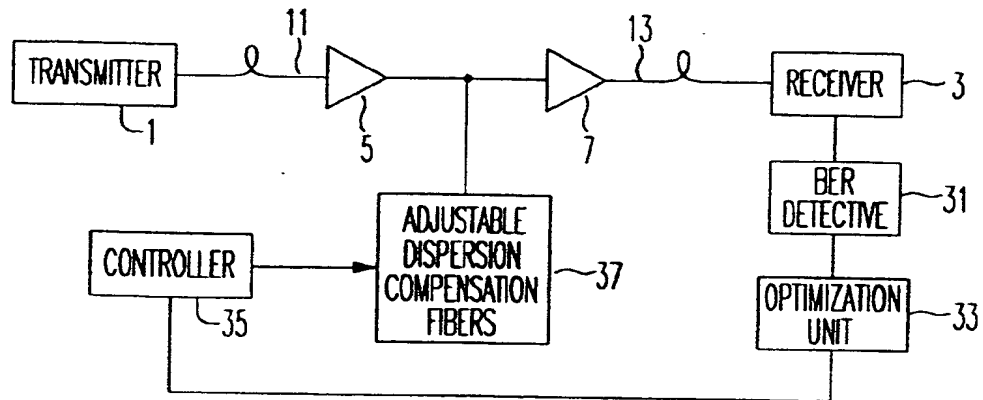 TRANSMITTER
1
11
5
13
7
RECEIVER
3
BER
DETECTIVE
31
CONTROLLER
35
ADJUSTABLE
DISPERSION
COMPENSATION
FIBERS
37
OPTIMIZATION
UNIT
33